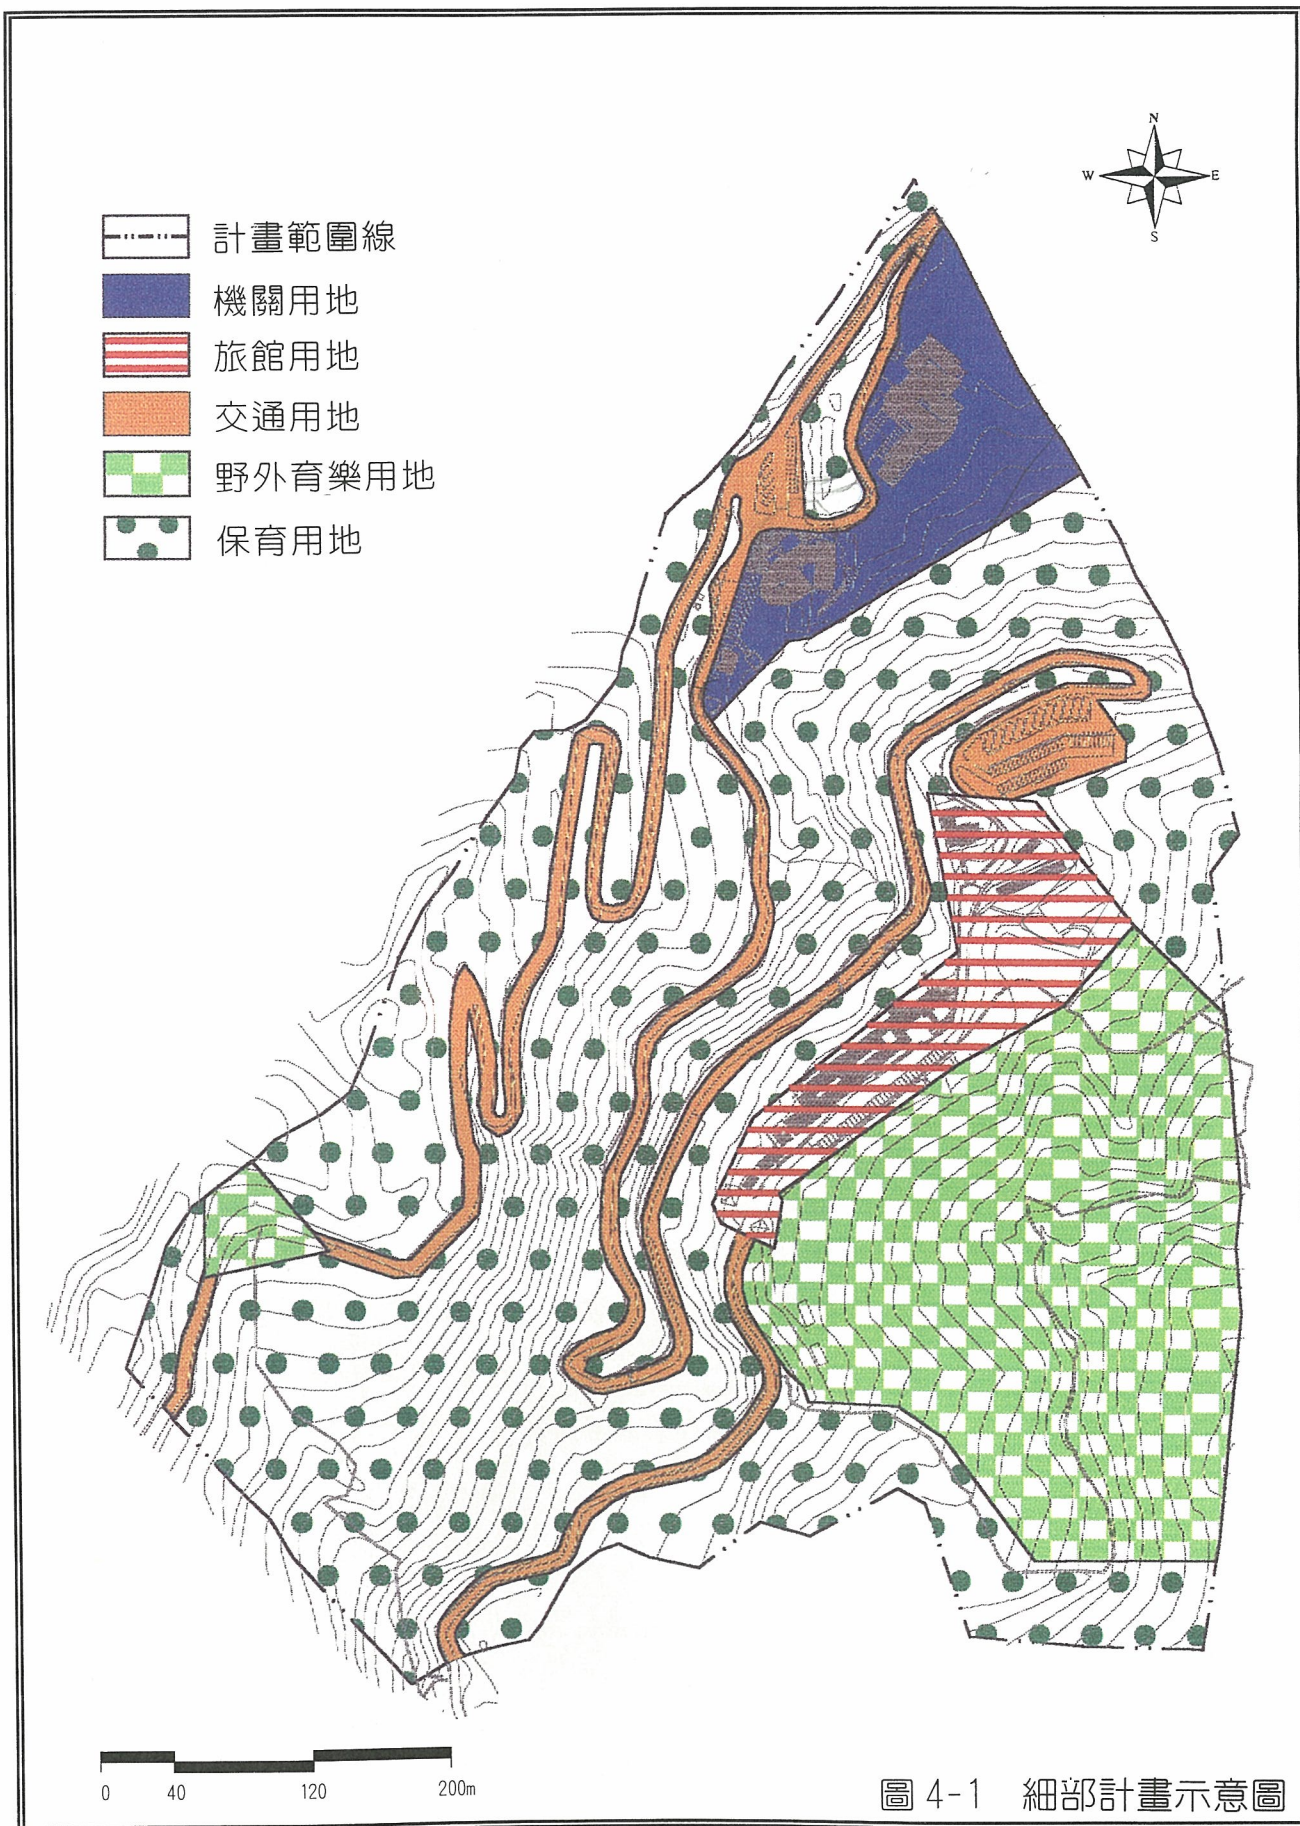 N
W E
S
計畫範圍線
機關用地
旅館用地
交通用地
野外育樂用地
保育用地
0 40 120 200m
圖 4-1 細部計畫示意圖